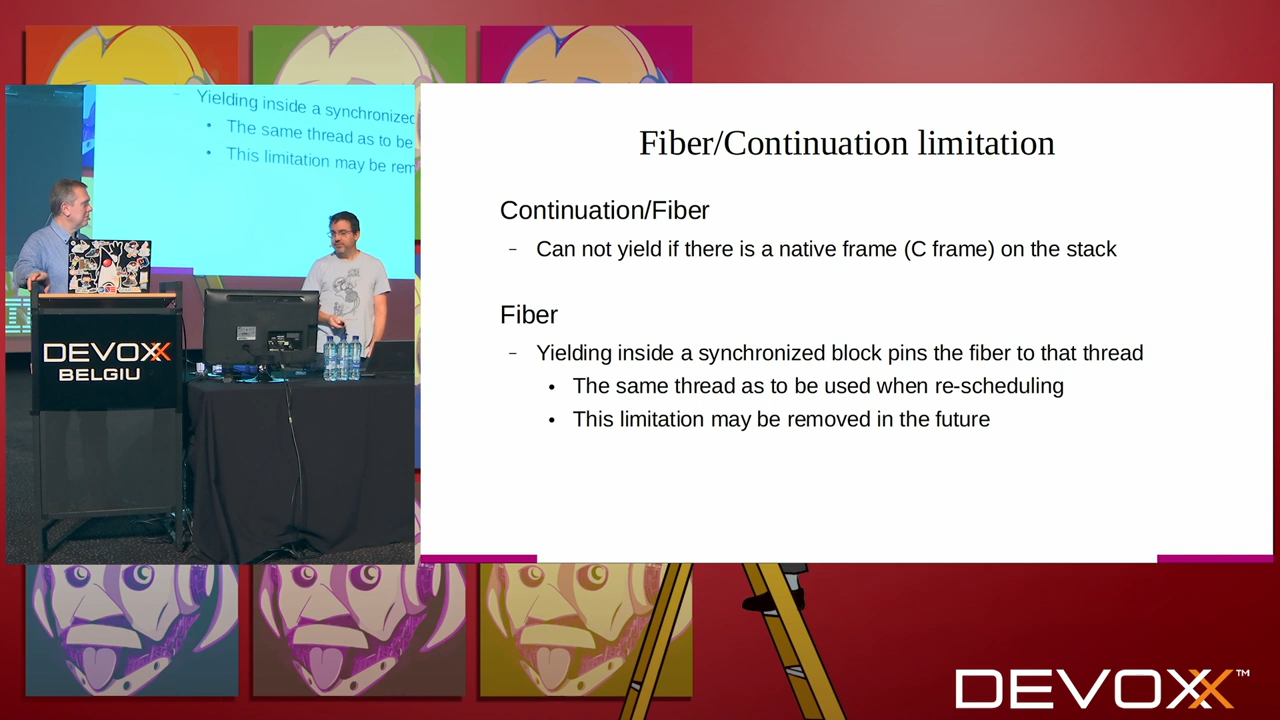 Yielding inside a synchronized
The same thread as to be
This limitation may be rem
DEVOXX
BELGIU
Fiber/Continuation limitation
Continuation/Fiber
– Can not yield if there is a native frame (C frame) on the stack
Fiber
– Yielding inside a synchronized block pins the fiber to that thread
• The same thread as to be used when re-scheduling
• This limitation may be removed in the future
DEVOXX™